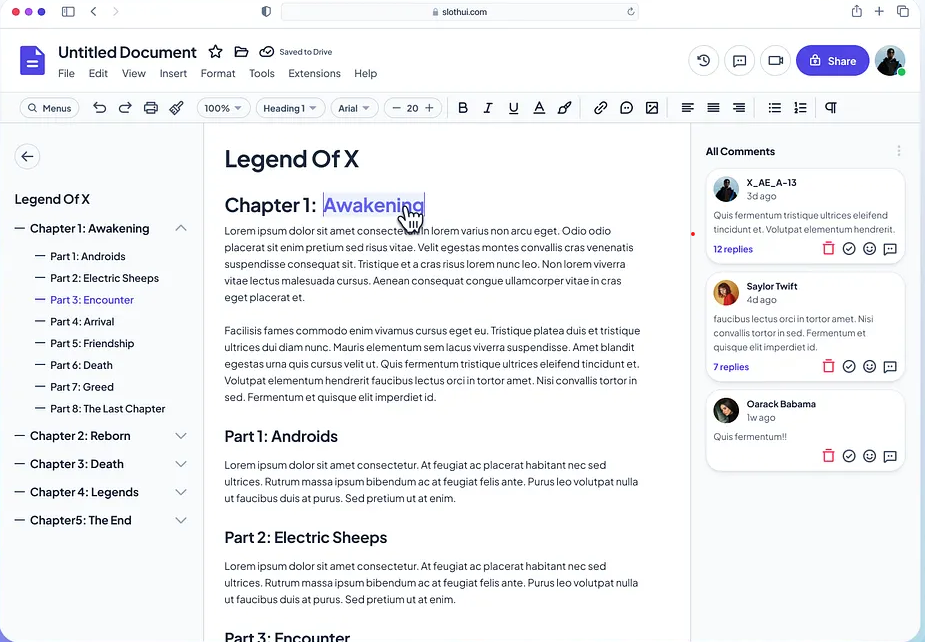 slothui.com
Untitled Document
Saved to Drive
File Edit View Insert Format Tools Extensions Help
Share
Menus 100% Heading 1 Arial — 20 + B I U A
Legend Of X
Chapter 1: Awakening
Part 1: Androids
Part 2: Electric Sheeps
Part 3: Encounter
Part 4: Arrival
Part 5: Friendship
Part 6: Death
Part 7: Greed
Part 8: The Last Chapter
Chapter 2: Reborn
Chapter 3: Death
Chapter 4: Legends
Chapter5: The End
Legend Of X
Chapter 1: Awakening
Lorem ipsum dolor sit amet consectetur. In lorem varius non arcu eget. Odio odio
placerat sit enim pretium sed risus vitae. Velit egestas montes convallis cras venenatis
suspendisse consequat sit. Tristique et a cras risus lorem nunc leo. Non lorem viverra
vitae lectus malesuada cursus. Aenean consequat congue ullamcorper vitae in cras
eget placerat et.
Facilisis fames commodo enim vivamus cursus eget eu. Tristique platea duis et tristique
ultrices dui diam nunc. Mauris elementum sem lacus viverra suspendisse. Amet blandit
egestas urna quis cursus velit ut. Quis fermentum tristique ultrices eleifend tincidunt et.
Volutpat elementum hendrerit faucibus lectus orci in tortor amet. Nisi convallis tortor in
sed. Fermentum et quisque elit imperdiet id.
Part 1: Androids
Lorem ipsum dolor sit amet consectetur. At feugiat ac placerat habitant nec sed
ultrices. Rutrum massa ipsum bibendum ac at feugiat felis ante. Purus leo volutpat nulla
ut faucibus duis at purus. Sed pretium ut at enim.
Part 2: Electric Sheeps
Lorem ipsum dolor sit amet consectetur. At feugiat ac placerat habitant nec sed
ultrices. Rutrum massa ipsum bibendum ac at feugiat felis ante. Purus leo volutpat nulla
ut faucibus duis at purus. Sed pretium ut at enim.
Part 3: Encounter
All Comments
X_AE_A-13
3d ago
Quis fermentum tristique ultrices eleifend
tincidunt et. Volutpat elementum hendrerit.
12 replies
Saylor Twift
4d ago
faucibus lectus orci in tortor amet. Nisi
convallis tortor in sed. Fermentum et
quisque elit imperdiet id.
7 replies
Oarack Babama
1w ago
Quis fermentum!!